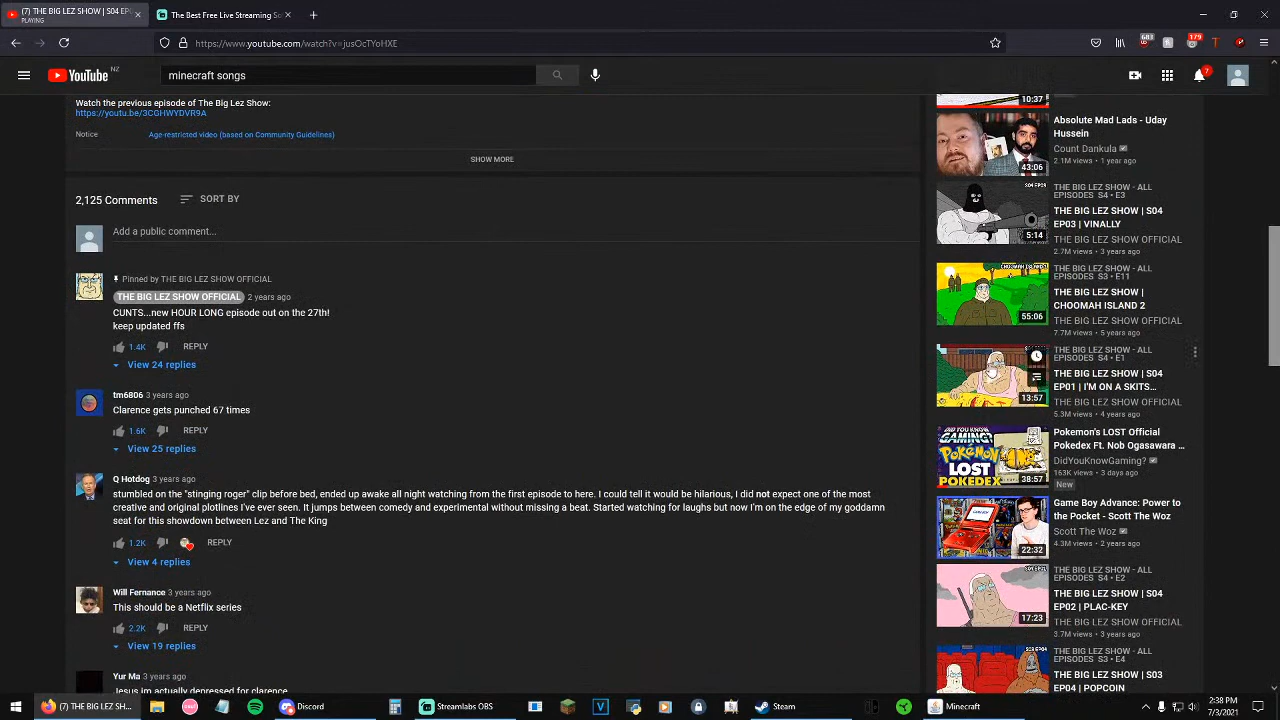 (7) THE BIG LEZ SHOW | S04 EP
PLAYING
The Best Free Live Streaming So
https://www.youtube.com/watch?v=jusOcTYoHXE
683
179
YouTube NZ
minecraft songs
7
Watch the previous episode of The Big Lez Show:
https://youtu.be/3CGHWYDVR9A
Notice Age-restricted video (based on Community Guidelines)
SHOW MORE
2,125 Comments SORT BY
Add a public comment...
Pinned by THE BIG LEZ SHOW OFFICIAL
THE BIG LEZ SHOW OFFICIAL 2 years ago
CUNTS...new HOUR LONG episode out on the 27th!
keep updated ffs
1.4K REPLY
View 24 replies
tm6806 3 years ago
Clarence gets punched 67 times
1.6K REPLY
View 25 replies
Q Hotdog 3 years ago
stumbled on the "stinging roger" clip before bed, ended up awake all night watching from the first episode to here. I could tell it would be hilarious, I did not expect one of the most
creative and original plotlines I've ever seen, a cross between comedy and experimental without missing a beat. Started watching for laughs but now I'm on the edge of my goddamn
seat for this showdown between Lez and The King
1.2K REPLY
View 4 replies
Will Fernance 3 years ago
This should be a Netflix series
2.2K REPLY
View 19 replies
Yur Ma 3 years ago
Jesus im actually depressed for clarence
10:37
Absolute Mad Lads - Uday
Hussein
Count Dankula
2.1M views • 1 year ago
43:06
THE BIG LEZ SHOW - ALL
EPISODES S4 • E3
THE BIG LEZ SHOW | S04
EP03 | VINALLY
THE BIG LEZ SHOW OFFICIAL
2.7M views • 3 years ago
S04 EP03
5:14
THE BIG LEZ SHOW - ALL
EPISODES S3 • E11
THE BIG LEZ SHOW |
CHOOMAH ISLAND 2
THE BIG LEZ SHOW OFFICIAL
7.7M views • 5 years ago
CHOOMAH ISLAND 2
55:06
THE BIG LEZ SHOW - ALL
EPISODES S4 • E1
THE BIG LEZ SHOW | S04
EP01 | I'M ON A SKITS...
THE BIG LEZ SHOW OFFICIAL
5.3M views • 4 years ago
13:57
Pokemon's LOST Official
Pokedex Ft. Nob Ogasawara ...
DidYouKnowGaming?
163K views • 3 days ago
New
DID YOU KNOW
GAMING?
POKÉMON
LOST
POKEDEX
38:57
Game Boy Advance: Power to
the Pocket - Scott The Woz
Scott The Woz
4.3M views • 2 years ago
22:32
THE BIG LEZ SHOW - ALL
EPISODES S4 • E2
THE BIG LEZ SHOW | S04
EP02 | PLAC-KEY
THE BIG LEZ SHOW OFFICIAL
3.7M views • 3 years ago
17:23
THE BIG LEZ SHOW - ALL
EPISODES S3 • E4
THE BIG LEZ SHOW | S03
EP04 | POPCOIN
S03 EP04
(7) THE BIG LEZ SH...
osu!
Discord
Streamlabs OBS
Steam
Minecraft
2:38 PM
7/3/2021